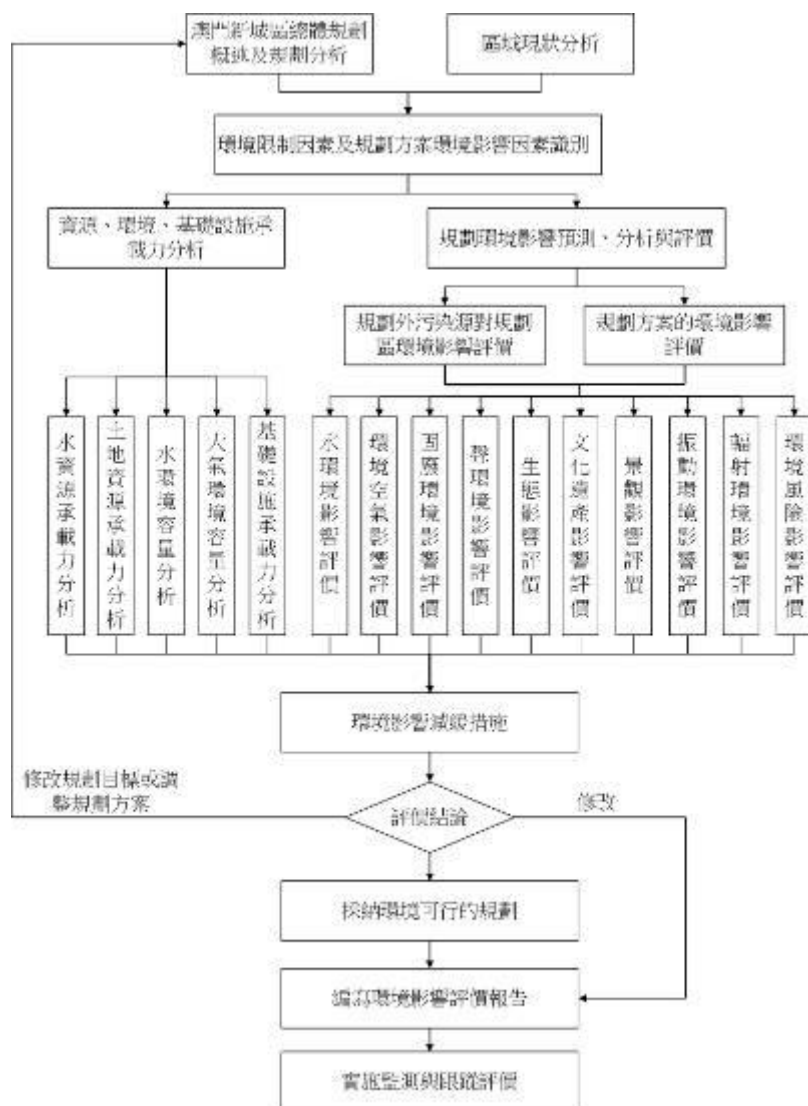 澳門新城區總體規劃
概述及規劃分析
區域現狀分析
環境限制因素及規劃方案環境影響因素識別
資源、環境、基礎設施承
載力分析
規劃環境影響預測、分析與評價
規劃外污染源對規劃
區環境影響評價
規劃方案的環境影響
評價
水資源承載力分析
土地資源承載力分析
水環境容量分析
大氣環境容量分析
基礎設施承載力分析
水環境影響評價
環境空氣影響評價
固廢環境影響評價
聲環境影響評價
生態影響評價
文化遺產影響評價
景觀影響評價
振動環境影響評價
輻射環境影響評價
環境風險影響評價
環境影響減緩措施
修改規劃目標或調
整規劃方案
評價結論
修改
採納環境可行的規劃
編寫環境影響評價報告
實施監測與跟蹤評價